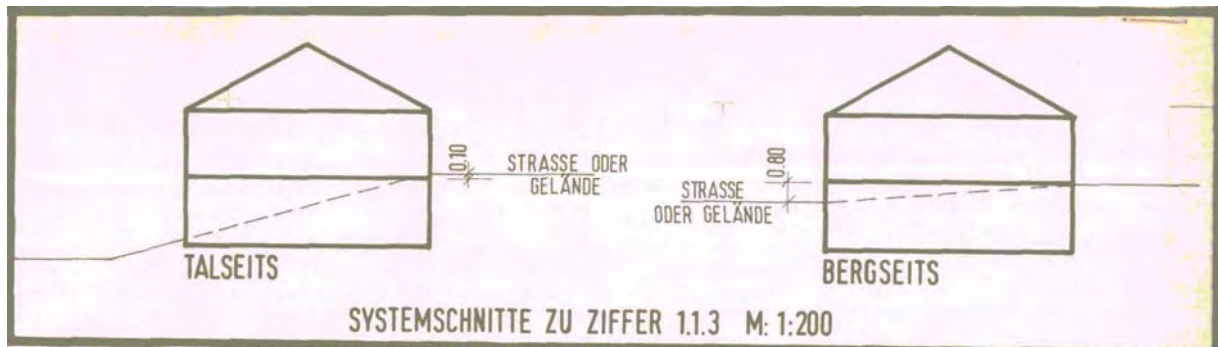 0.10
STRASSE ODER
GELÄNDE
TALSEITS
0.80
STRASSE
ODER GELÄNDE
BERGSEITS
SYSTEMSCHNITTE ZU ZIFFER 1.1.3 M: 1:200